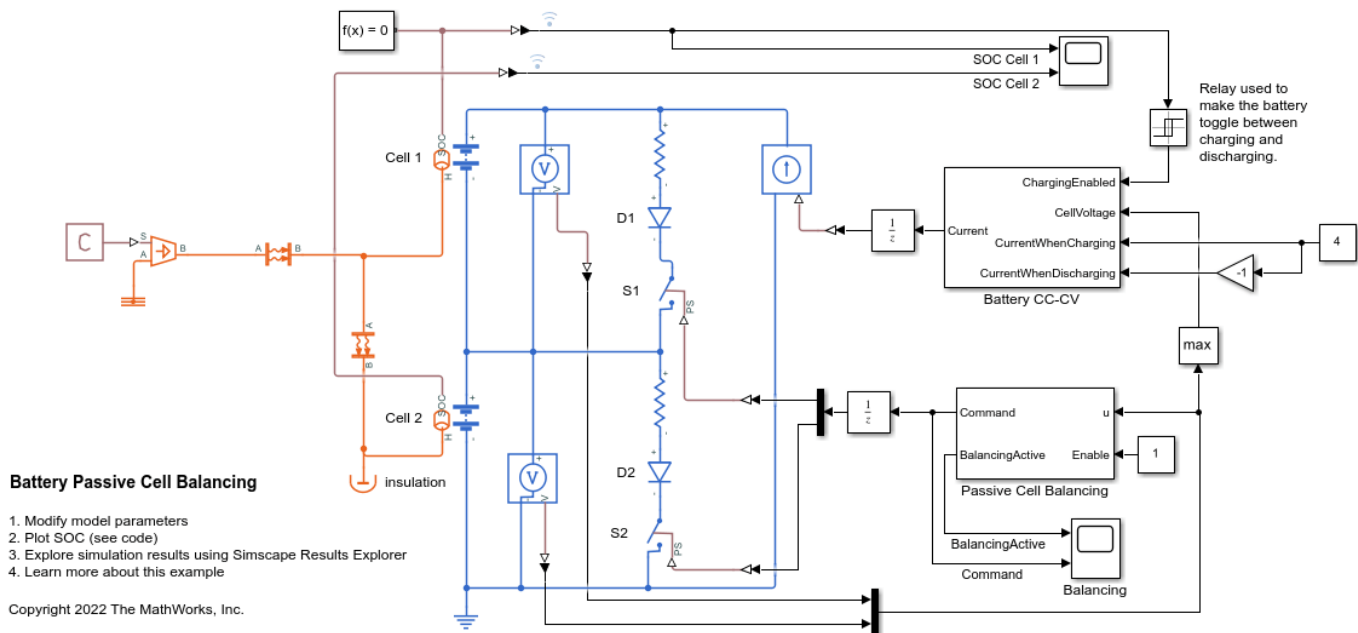 f(x) = 0
SOC Cell 1
SOC Cell 2
Relay used to
make the battery
toggle between
charging and
discharging.
Cell 1
SOC
H
+
-
V
+
-
V
+
-
D1
+
-
S1
PS
C
S
A
B
A
B
A
B
Current
ChargingEnabled
CellVoltage
CurrentWhenCharging
CurrentWhenDischarging
Battery CC-CV
1
z
4
-1
max
Cell 2
SOC
H
+
-
V
+
-
V
+
-
D2
+
-
S2
PS
insulation
1
z
Command
BalancingActive
u
Enable
1
Passive Cell Balancing
BalancingActive
Command
Balancing
Battery Passive Cell Balancing
1. Modify model parameters
2. Plot SOC (see code)
3. Explore simulation results using Simscape Results Explorer
4. Learn more about this example
Copyright 2022 The MathWorks, Inc.